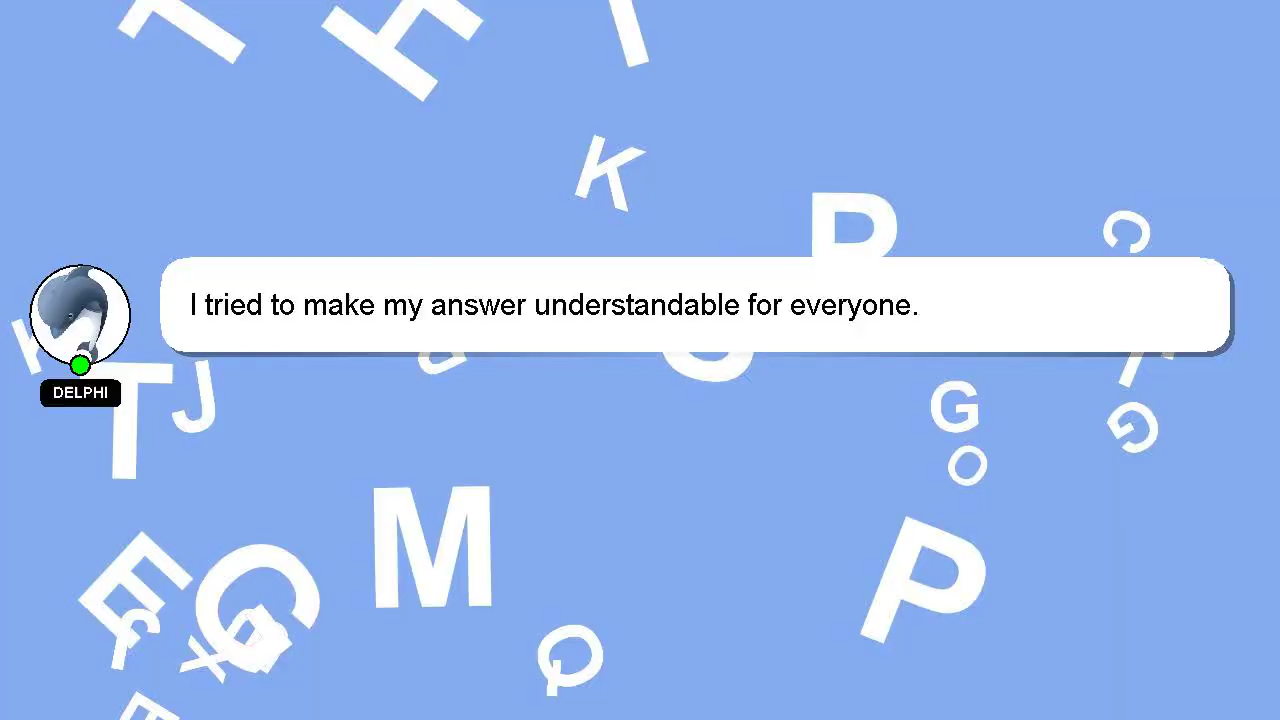 I tried to make my answer understandable for everyone.
DELPHI
T
H
I
K
P
C
T
J
G
G
O
M
P
E
G
X
Q